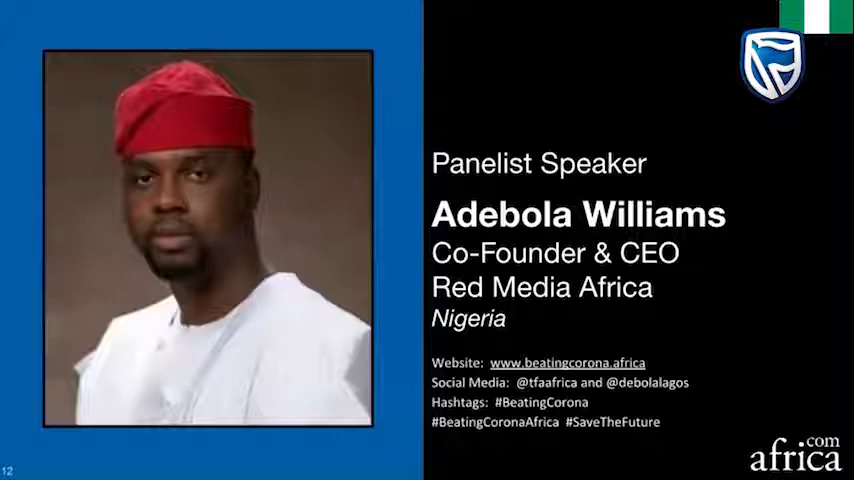 Panelist Speaker
Adebola Williams
Co-Founder & CEO
Red Media Africa
Nigeria
Website: www.beatingcorona.africa
Social Media: @tfaafrica and @debolalagos
Hashtags: #BeatingCorona
#BeatingCoronaAfrica #SaveTheFuture
.com
africa
12